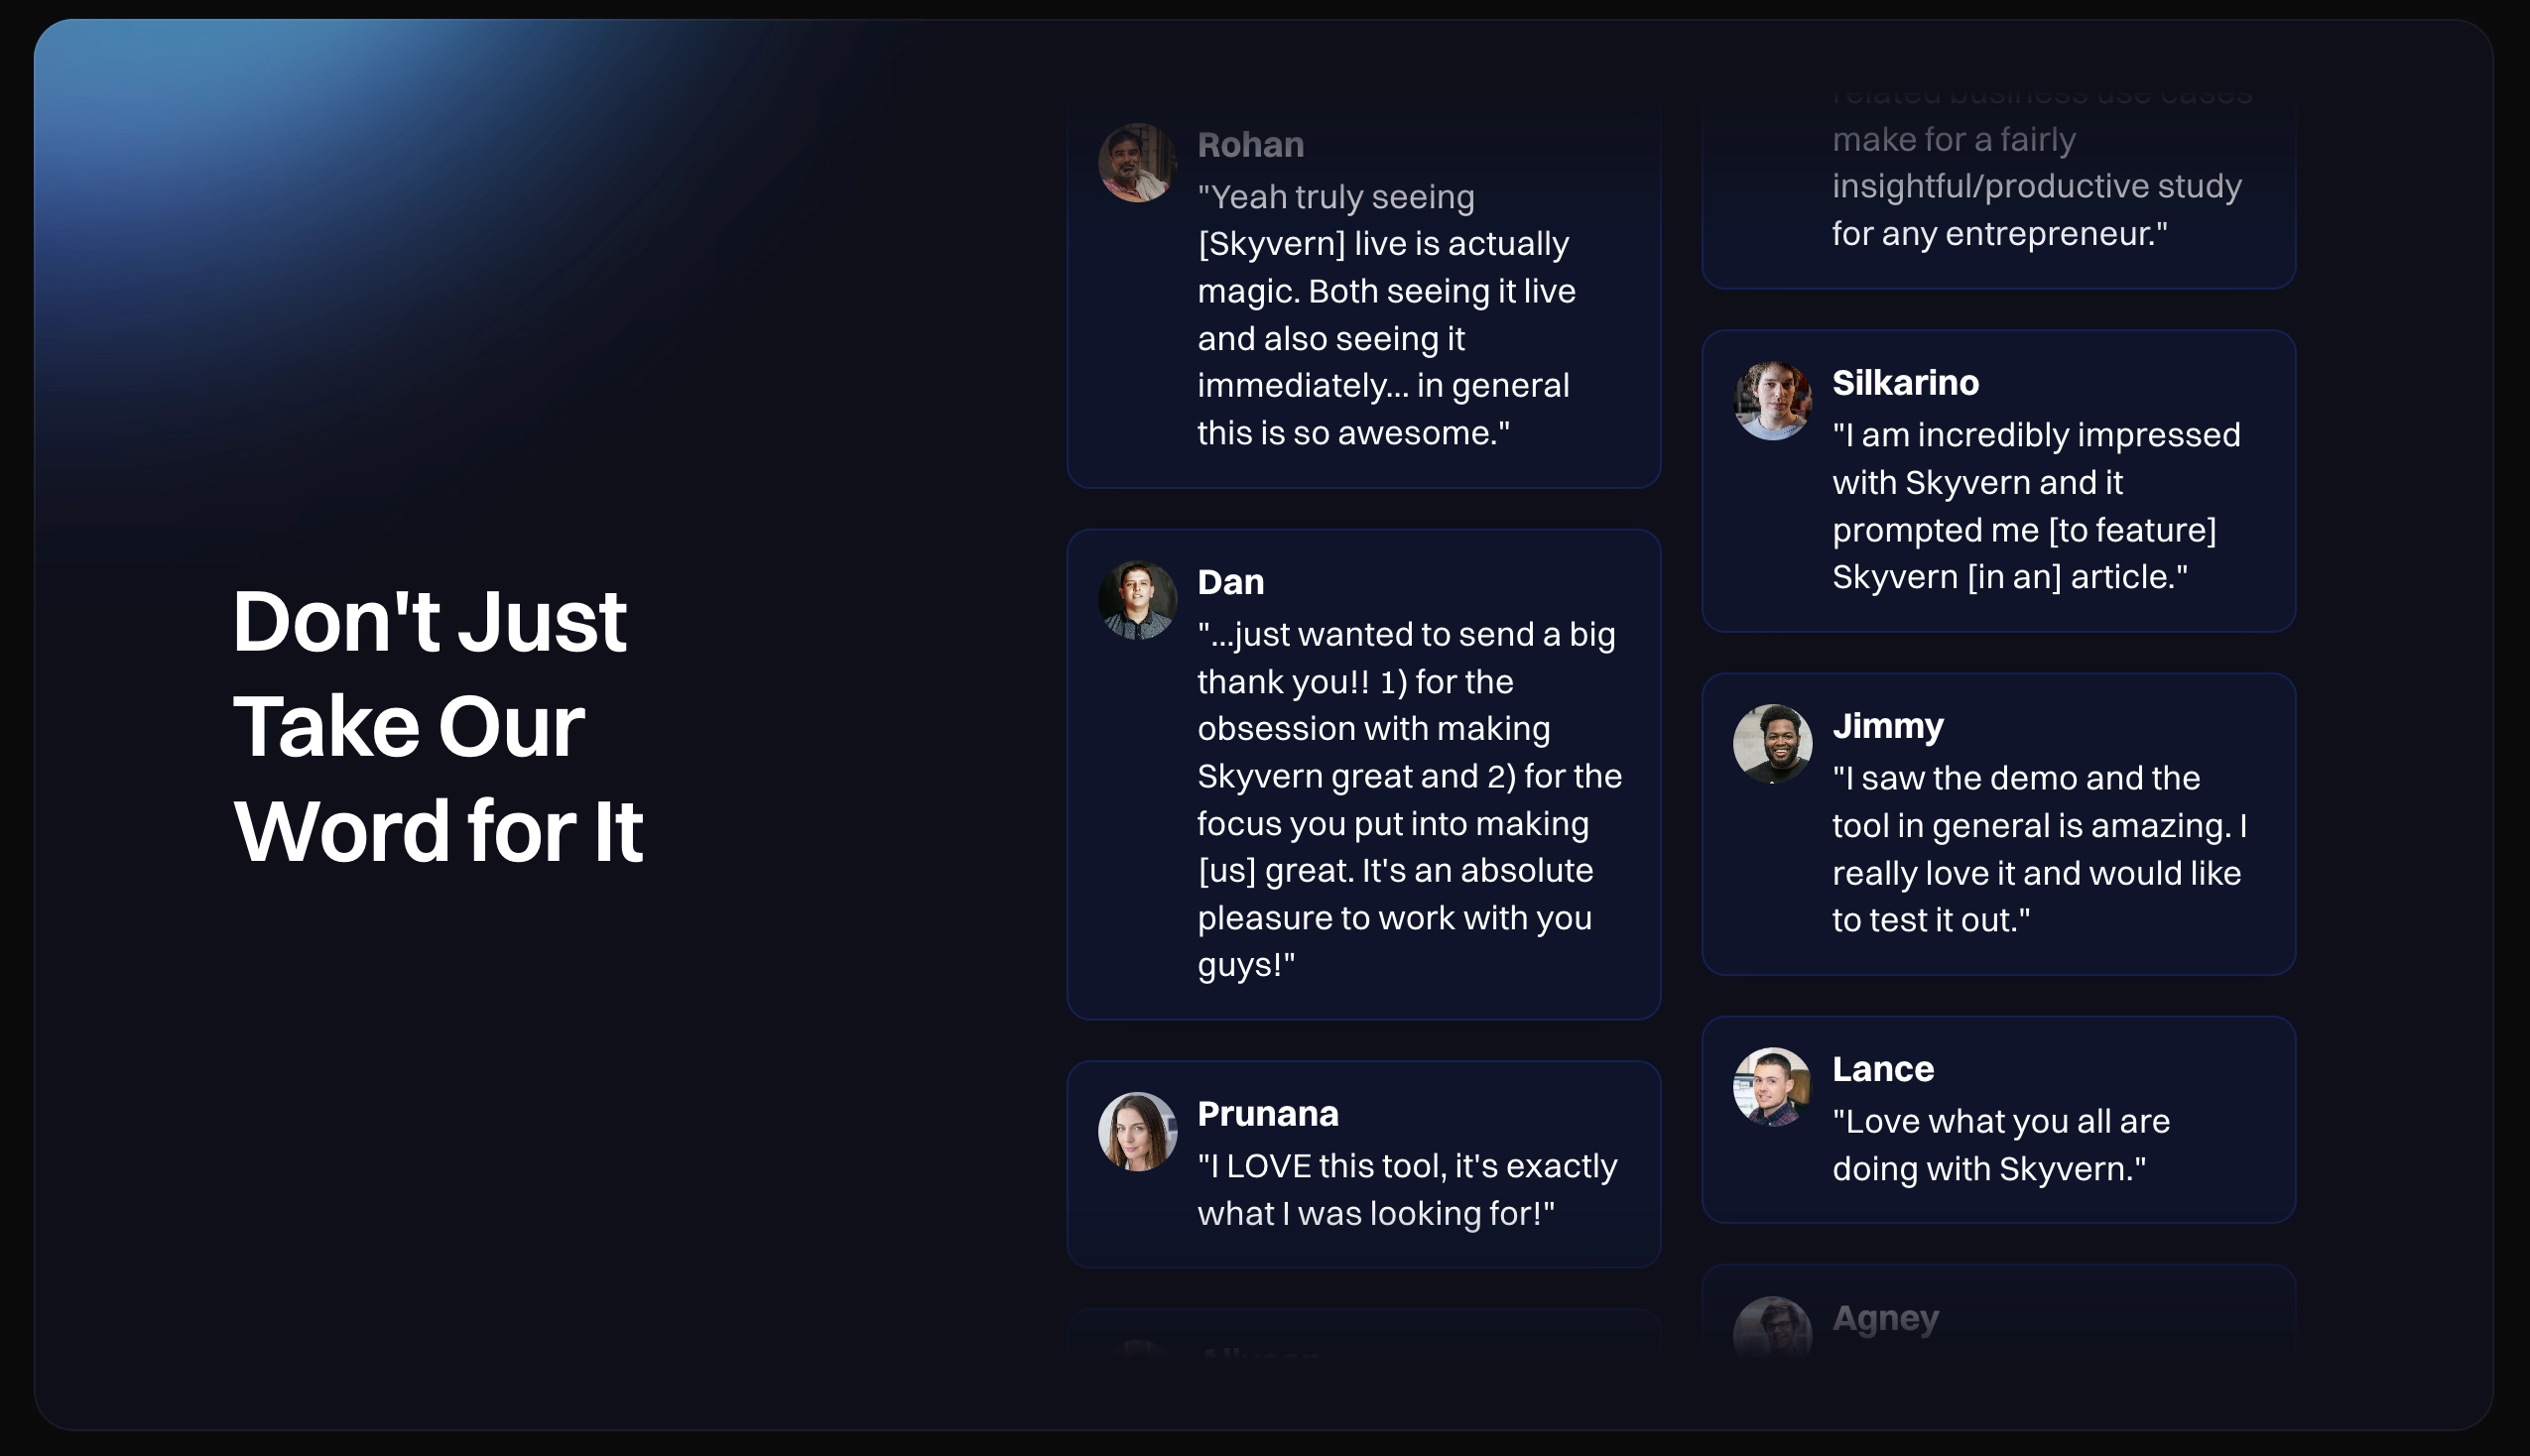 Don't Just
Take Our
Word for It
Rohan
"Yeah truly seeing
[Skyvern] live is actually
magic. Both seeing it live
and also seeing it
immediately... in general
this is so awesome."
Dan
"...just wanted to send a big
thank you!! 1) for the
obsession with making
Skyvern great and 2) for the
focus you put into making
[us] great. It's an absolute
pleasure to work with you
guys!"
Prunana
"I LOVE this tool, it's exactly
what I was looking for!"
related business use cases
make for a fairly
insightful/productive study
for any entrepreneur."
Silkarino
"I am incredibly impressed
with Skyvern and it
prompted me [to feature]
Skyvern [in an] article."
Jimmy
"I saw the demo and the
tool in general is amazing. I
really love it and would like
to test it out."
Lance
"Love what you all are
doing with Skyvern."
Agney